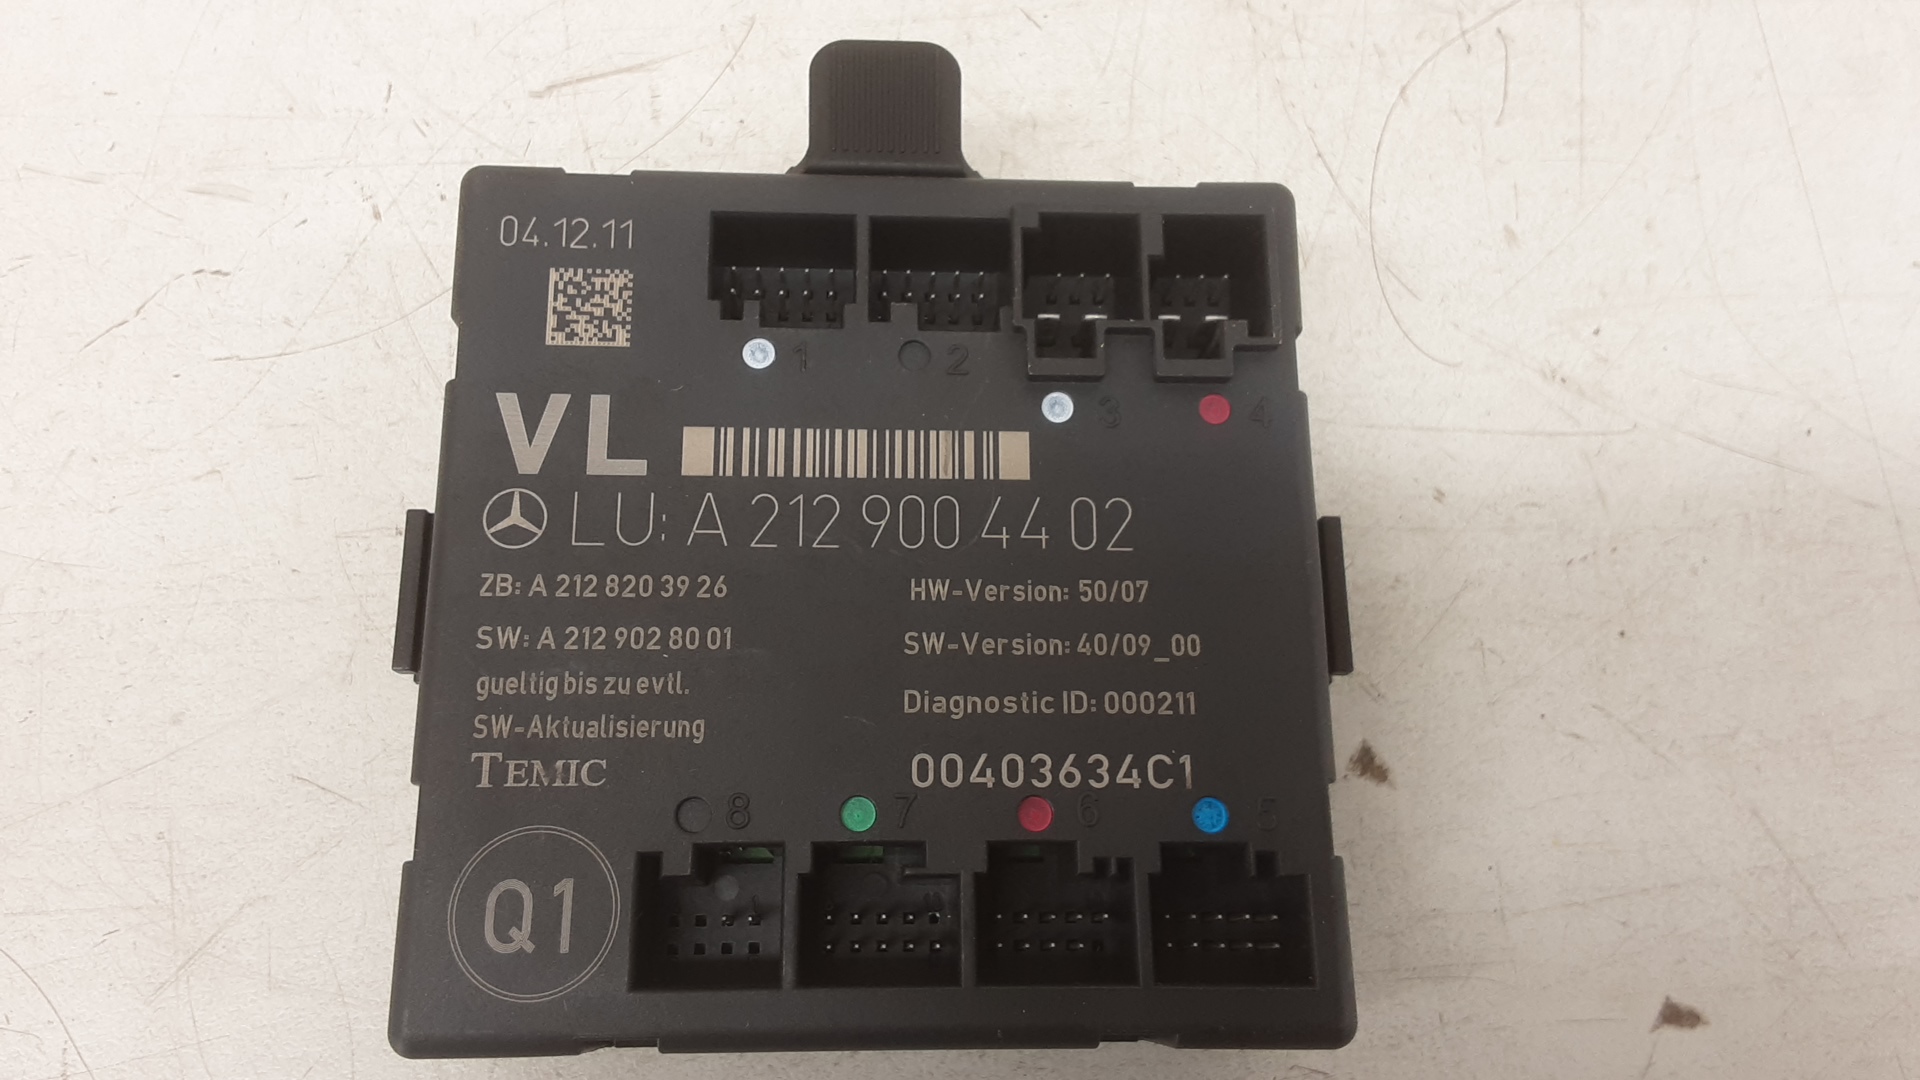 04.12.11
1
2
3
4
VL
LU: A 212 900 44 02
ZB: A 212 820 39 26
HW-Version: 50/07
SW: A 212 902 80 01
SW-Version: 40/09_00
gueltig bis zu evtl.
SW-Aktualisierung
Diagnostic ID: 000211
TEMIC
00403634C1
8
7
6
5
Q1